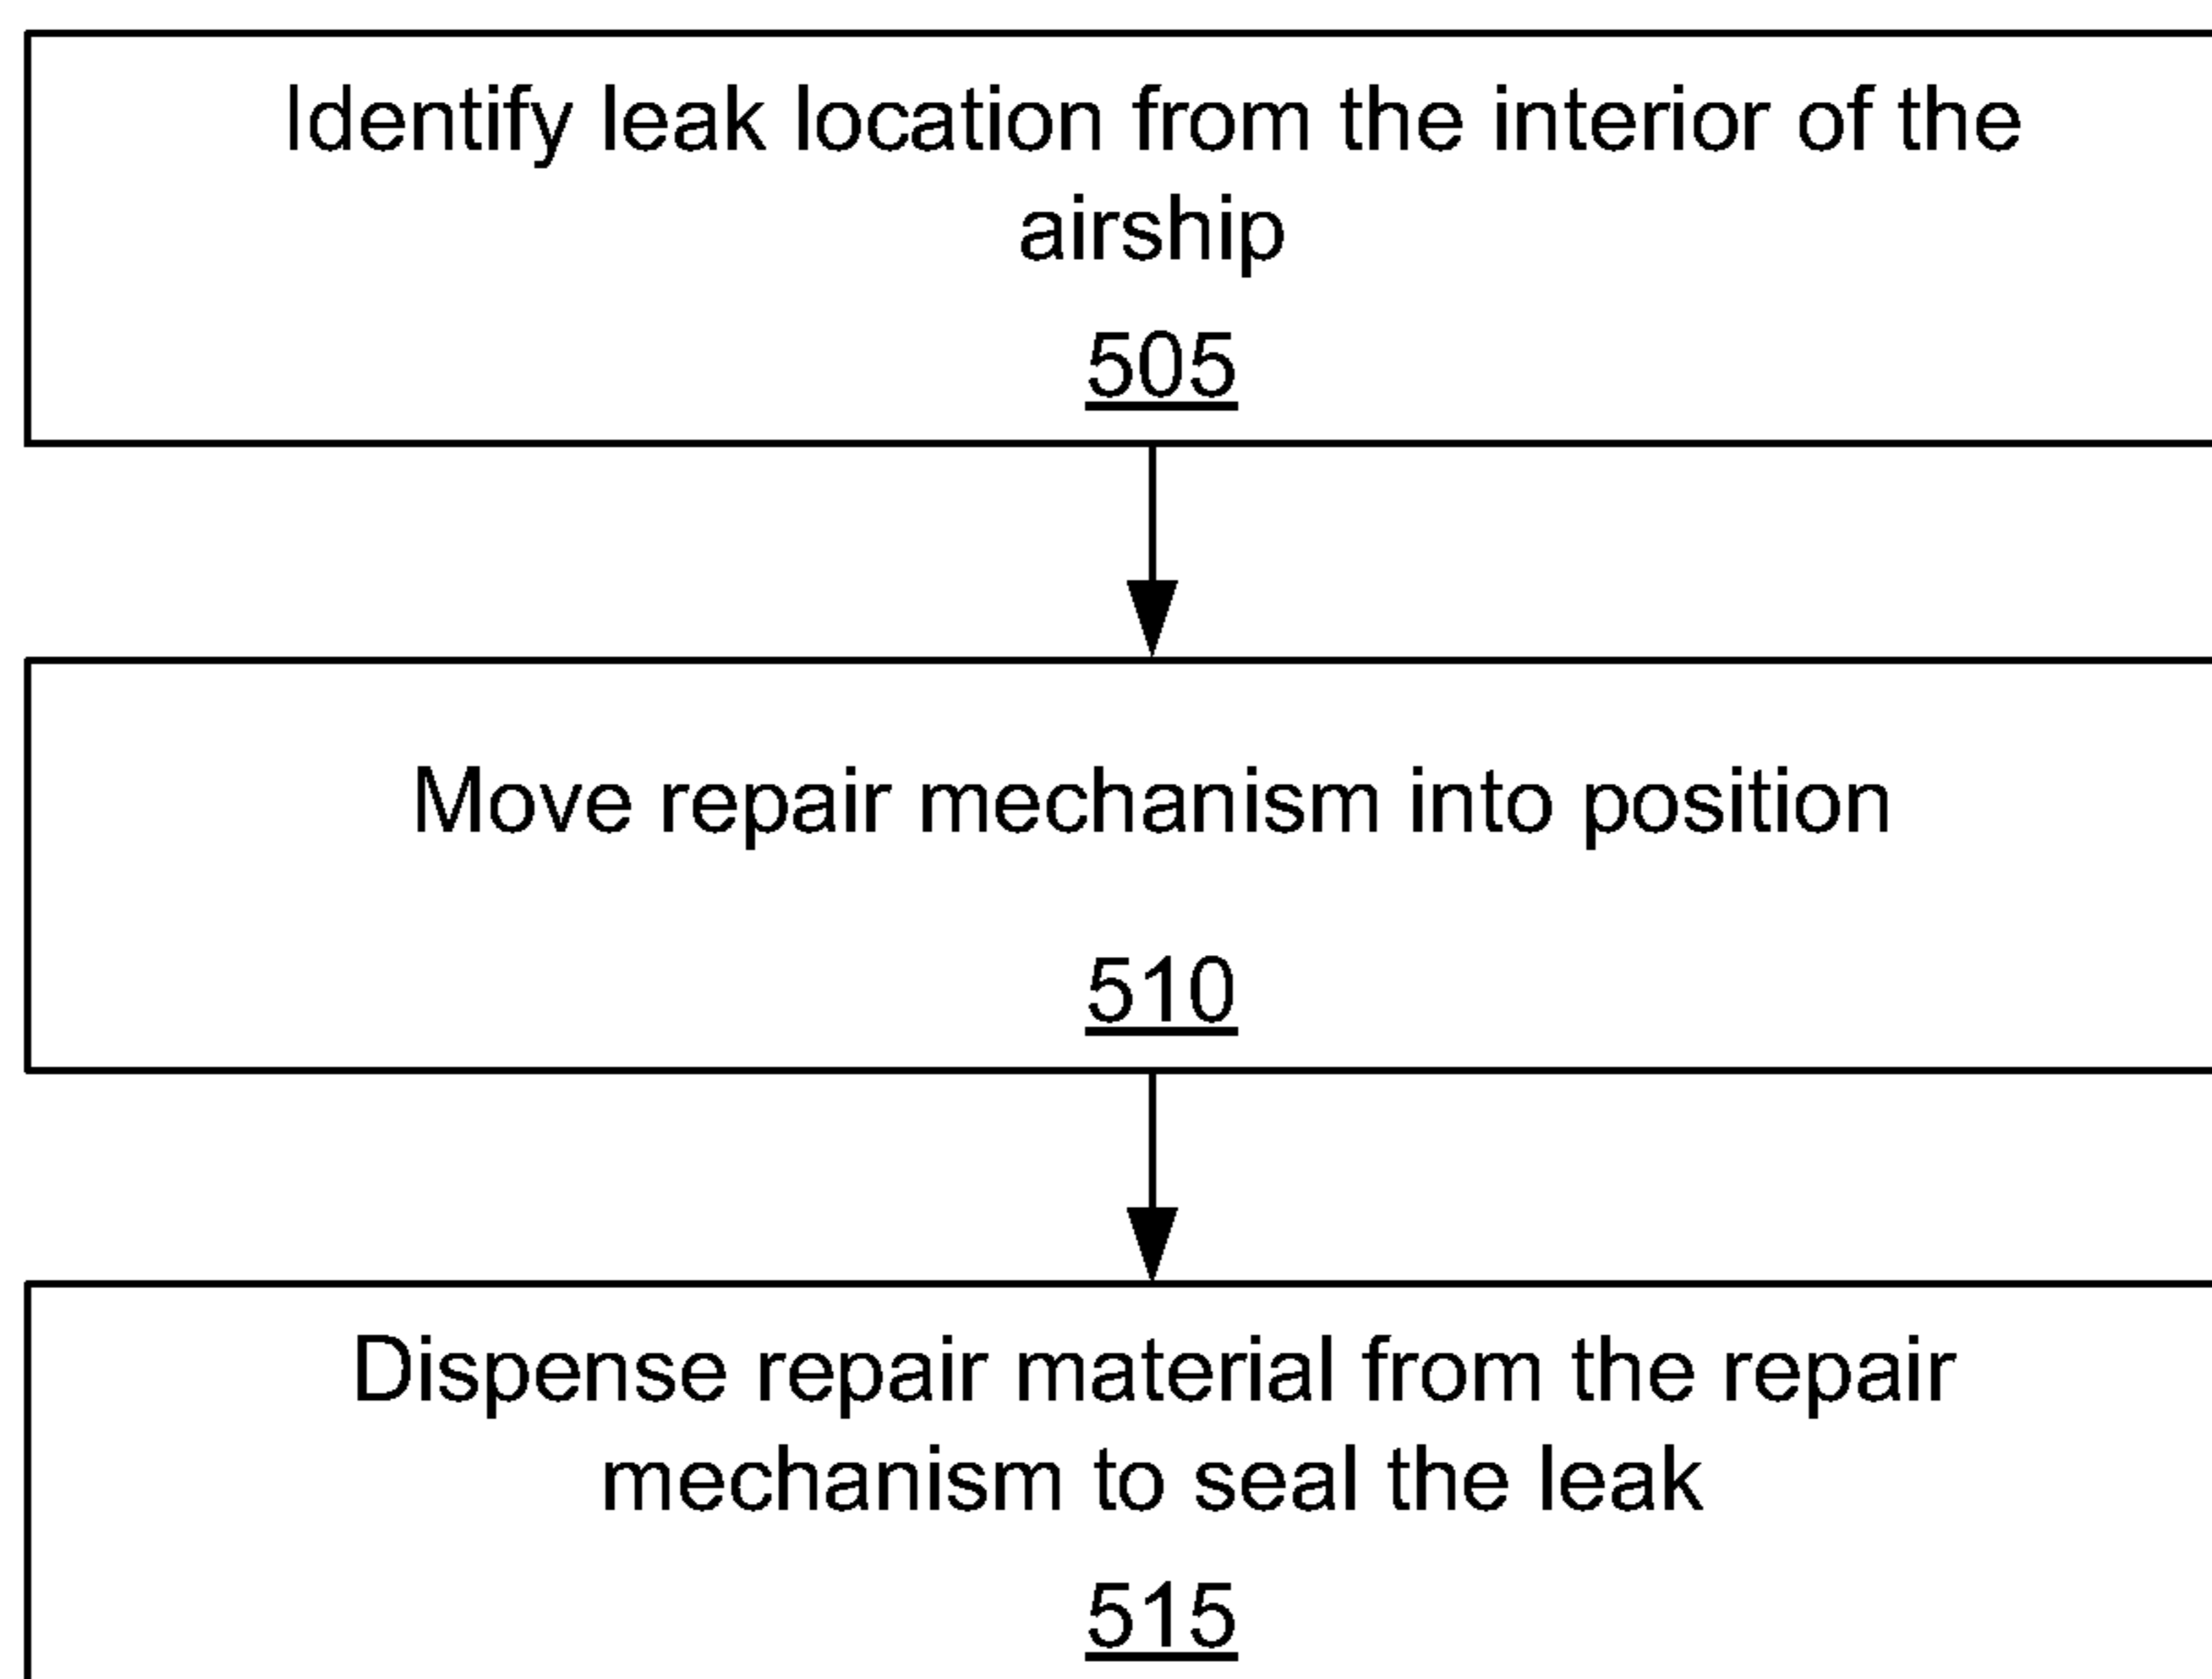 Identify leak location from the interior of the
airship
505
Move repair mechanism into position
510
Dispense repair material from the repair
mechanism to seal the leak
515